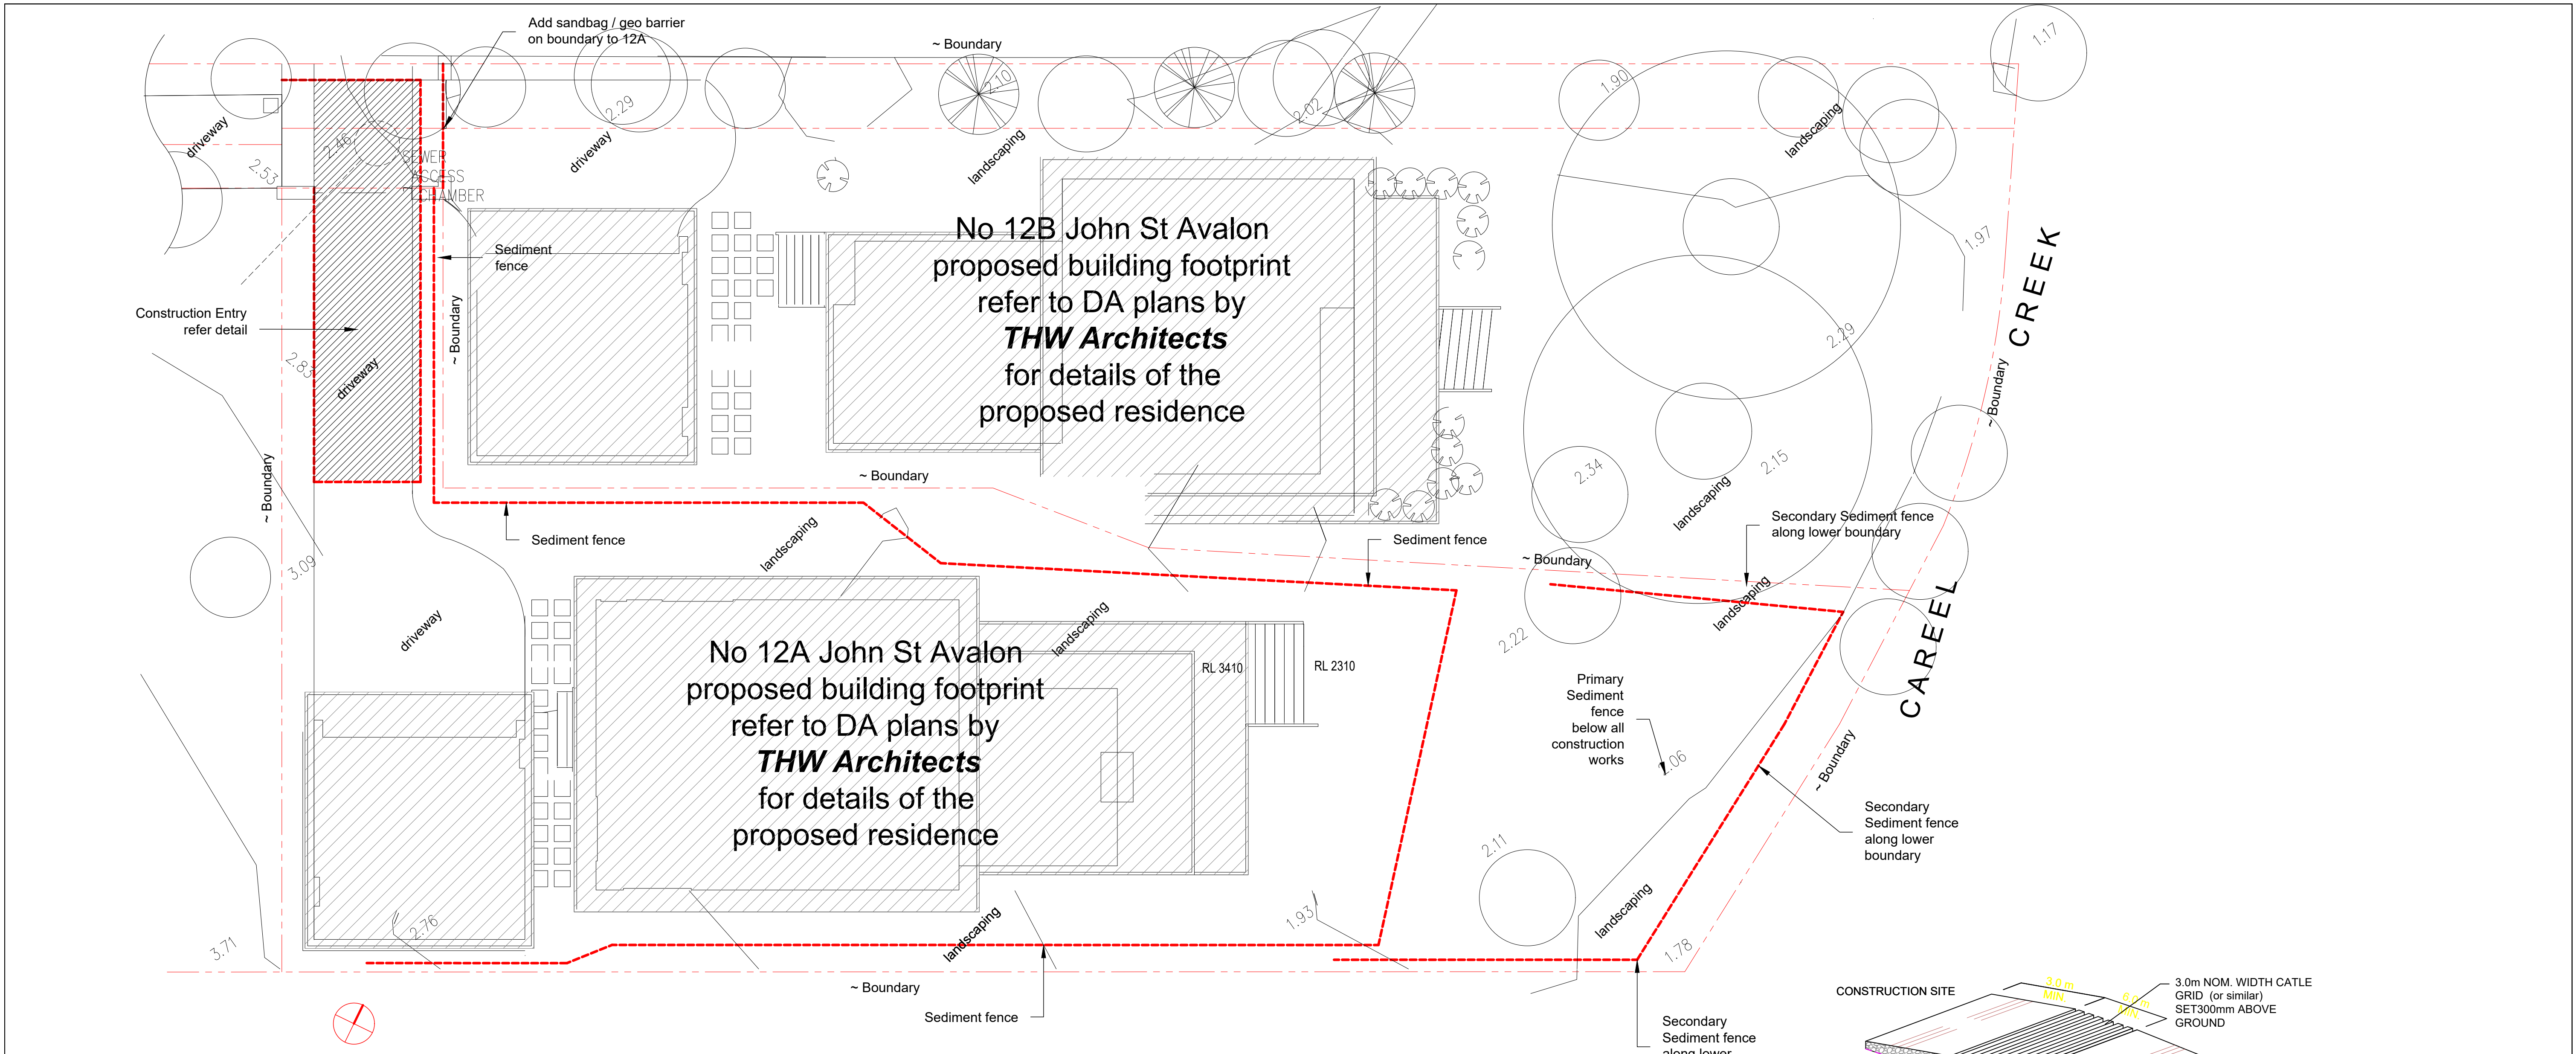 Add sandbag / geo barrier
on boundary to 12A
~ Boundary
1.17
2.10
2.29
2.02
1.90
landscaping
driveway
driveway
landscaping
2.46
2.53
SEWER
ACCESS
CHAMBER
No 12B John St Avalon
proposed building footprint
refer to DA plans by
THW Architects
for details of the
proposed residence
Sediment
fence
1.97
CREEK
Construction Entry
refer detail
~ Boundary
2.83
driveway
2.29
~ Boundary
~ Boundary
~ Boundary
2.34
2.15
landscaping
Secondary Sediment fence
along lower boundary
Sediment fence
landscaping
Sediment fence
~ Boundary
3.09
driveway
landscaping
landscaping
2.22
CAREEL
No 12A John St Avalon
proposed building footprint
refer to DA plans by
THW Architects
for details of the
proposed residence
RL 3410
RL 2310
Primary
Sediment
fence
below all
construction
works
2.06
~ Boundary
Secondary
Sediment fence
along lower
boundary
2.11
landscaping
1.93
2.76
3.71
landscaping
1.78
~ Boundary
Sediment fence
Secondary
Sediment fence
along lower
CONSTRUCTION SITE
3.0 m
MIN.
6.0 m
MIN.
3.0m NOM. WIDTH CATLE
GRID (or similar)
SET300mm ABOVE
GROUND